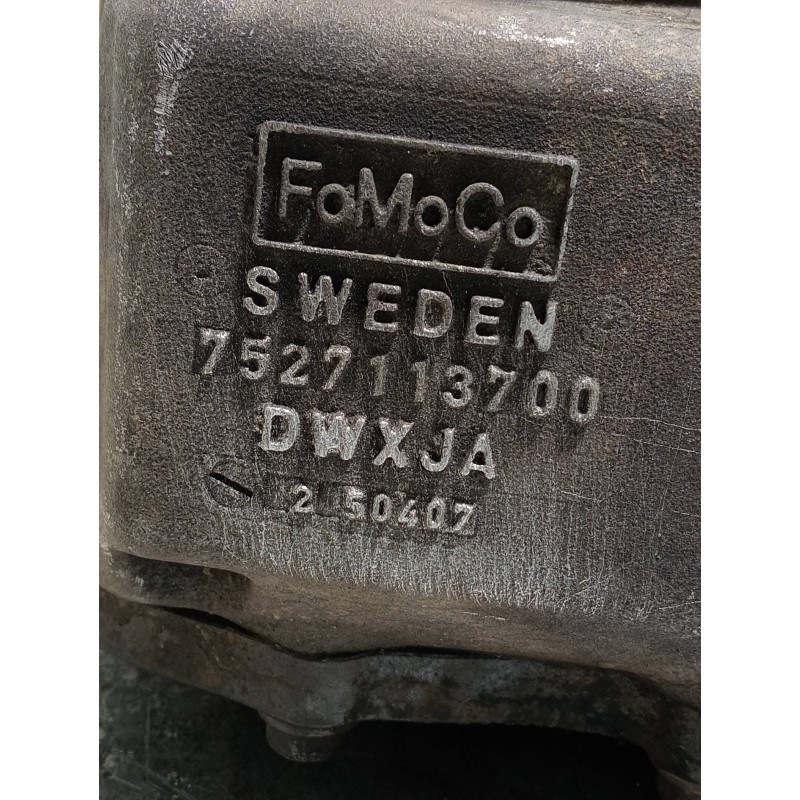 FoMoCo
SWEDEN
7527113700
DWXJA
2 50407